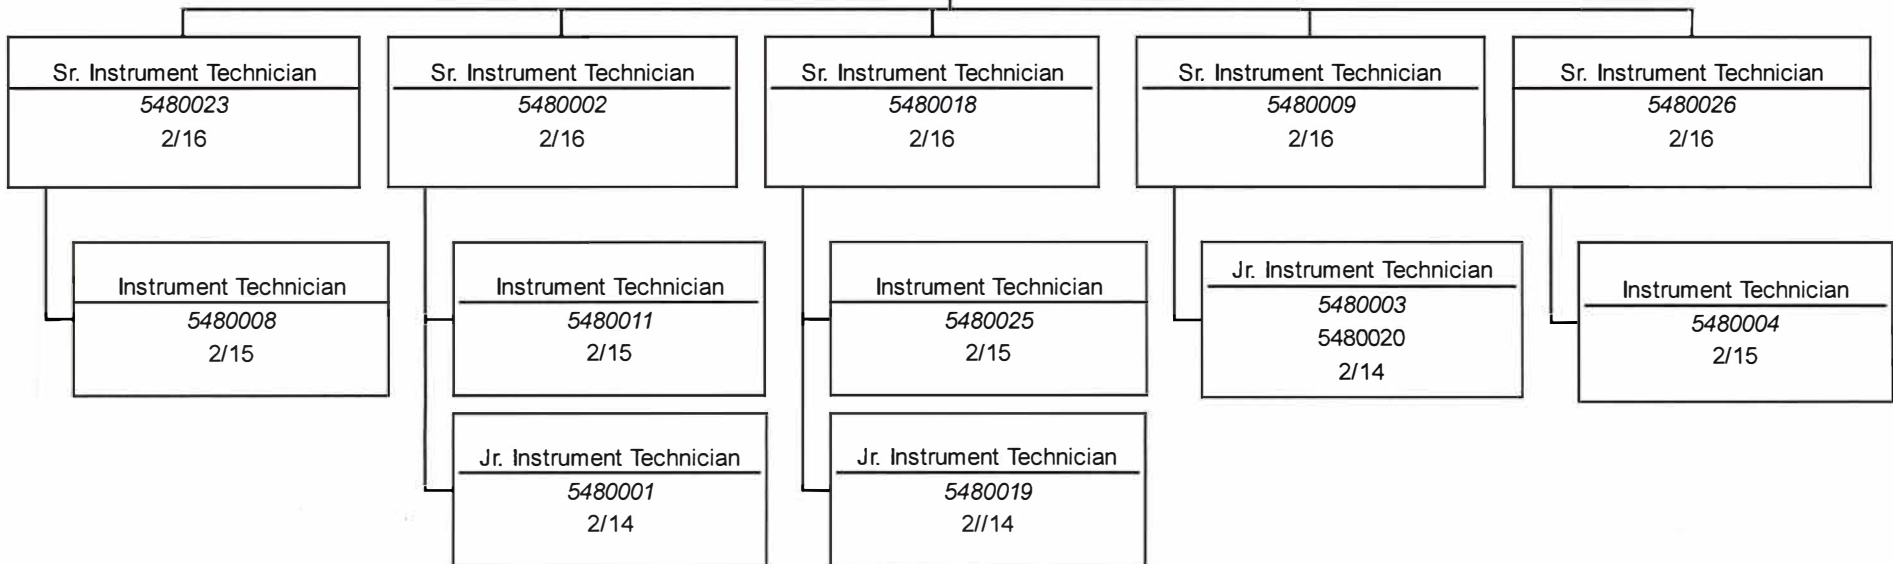 Sr. Instrument Technician
5480023
2/16
Sr. Instrument Technician
5480002
2/16
Sr. Instrument Technician
5480018
2/16
Sr. Instrument Technician
5480009
2/16
Sr. Instrument Technician
5480026
2/16
Instrument Technician
5480008
2/15
Instrument Technician
5480011
2/15
Instrument Technician
5480025
2/15
Jr. Instrument Technician
5480003
5480020
2/14
Instrument Technician
5480004
2/15
Jr. Instrument Technician
5480001
2/14
Jr. Instrument Technician
5480019
2//14